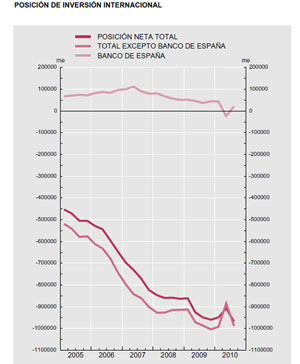 POSICIÓN DE INVERSIÓN INTERNACIONAL
POSICIÓN NETA TOTAL
TOTAL EXCEPTO BANCO DE ESPAÑA
BANCO DE ESPAÑA
me me
200000 200000
100000 100000
0 0
-100000 -100000
-200000 -200000
-300000 -300000
-400000 -400000
-500000 -500000
-600000 -600000
-700000 -700000
-800000 -800000
-900000 -900000
-1000000 -1000000
-1100000 -1100000
2005 2006 2007 2008 2009 2010